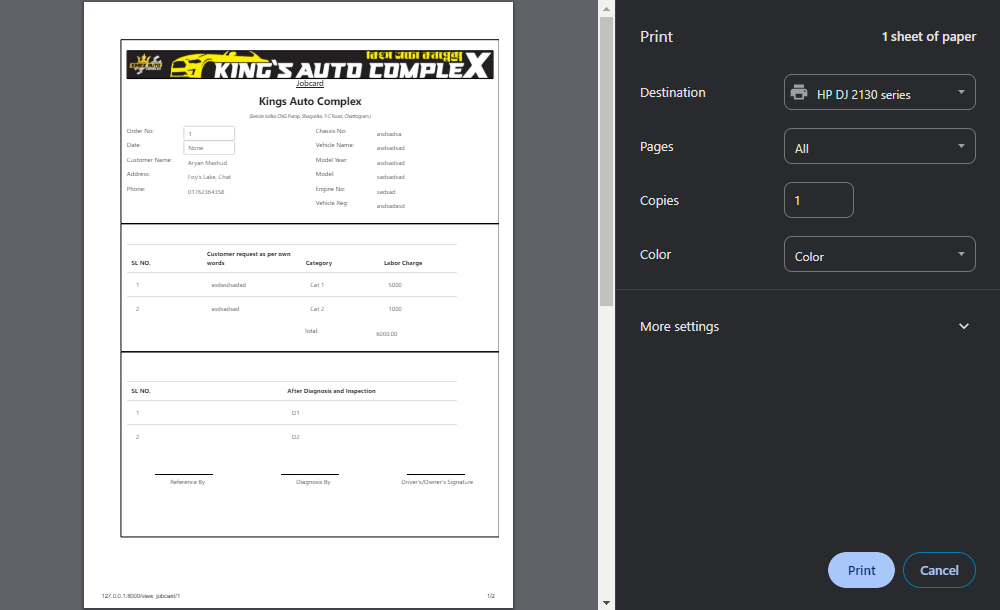 KING'S AUTO COMPLEX
Jobcard
Kings Auto Complex
(Beside Kalka CNG Pump, Shagorika, P.C Road, Chattogram)
Order No: 1 Chassis No: asdsadsa
Date: None Vehicle Name: asdsadsad
Customer Name: Aryan Mashud Model Year: asdsadsad
Address: Foy's Lake, Chat Model: sadsadsad
Phone: 01762364358 Engine No: sadsad
Vehicle Reg: asdsadasd
SL NO. Customer request as per own words Category Labor Charge
1 asdasdsadad Cat 1 5000
2 asdsadsad Cat 2 1000
Total: 6000.00
SL NO. After Diagnosis and Inspection
1 D1
2 D2
Reference By Diagnosis By Driver's/Owner's Signature
127.0.0.1:8000/view_jobcard/1 1/2
Print 1 sheet of paper
Destination HP DJ 2130 series
Pages All
Copies 1
Color Color
More settings
Print Cancel